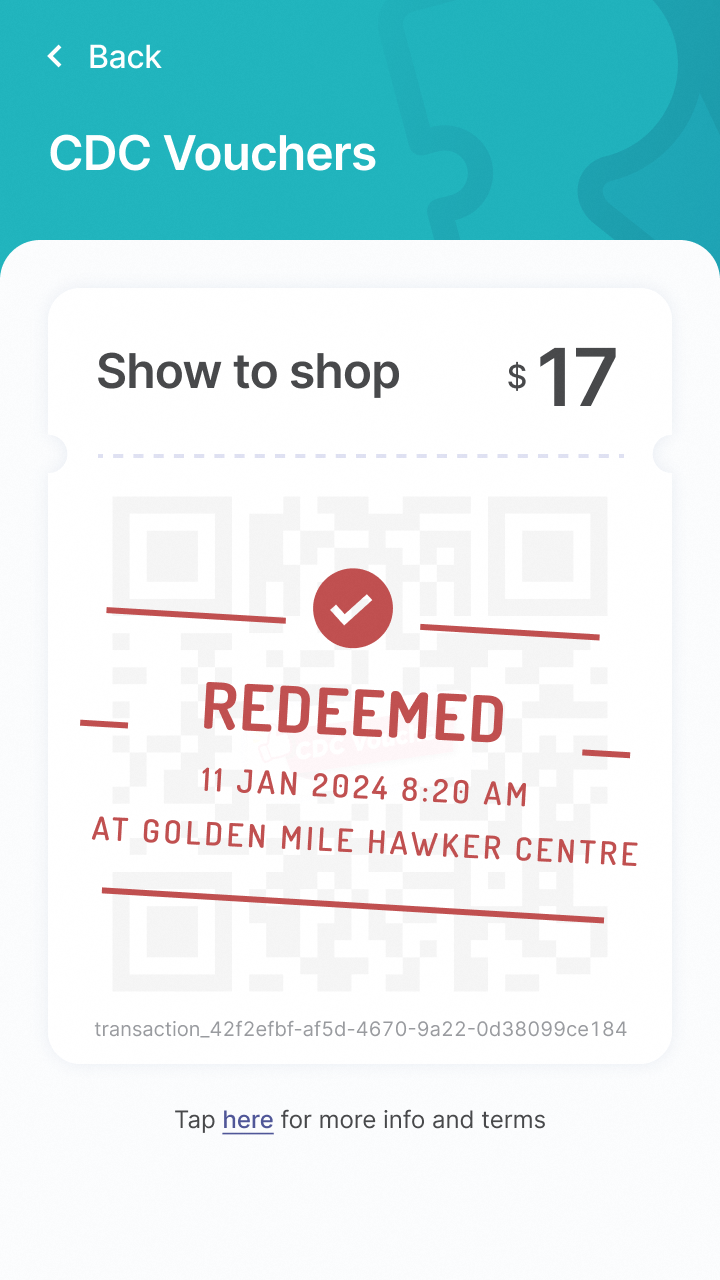 Back
CDC Vouchers
Show to shop
$ 17
REDEEMED
11 JAN 2024 8:20 AM
AT GOLDEN MILE HAWKER CENTRE
transaction_42f2efbf-af5d-4670-9a22-0d38099ce184
Tap here for more info and terms